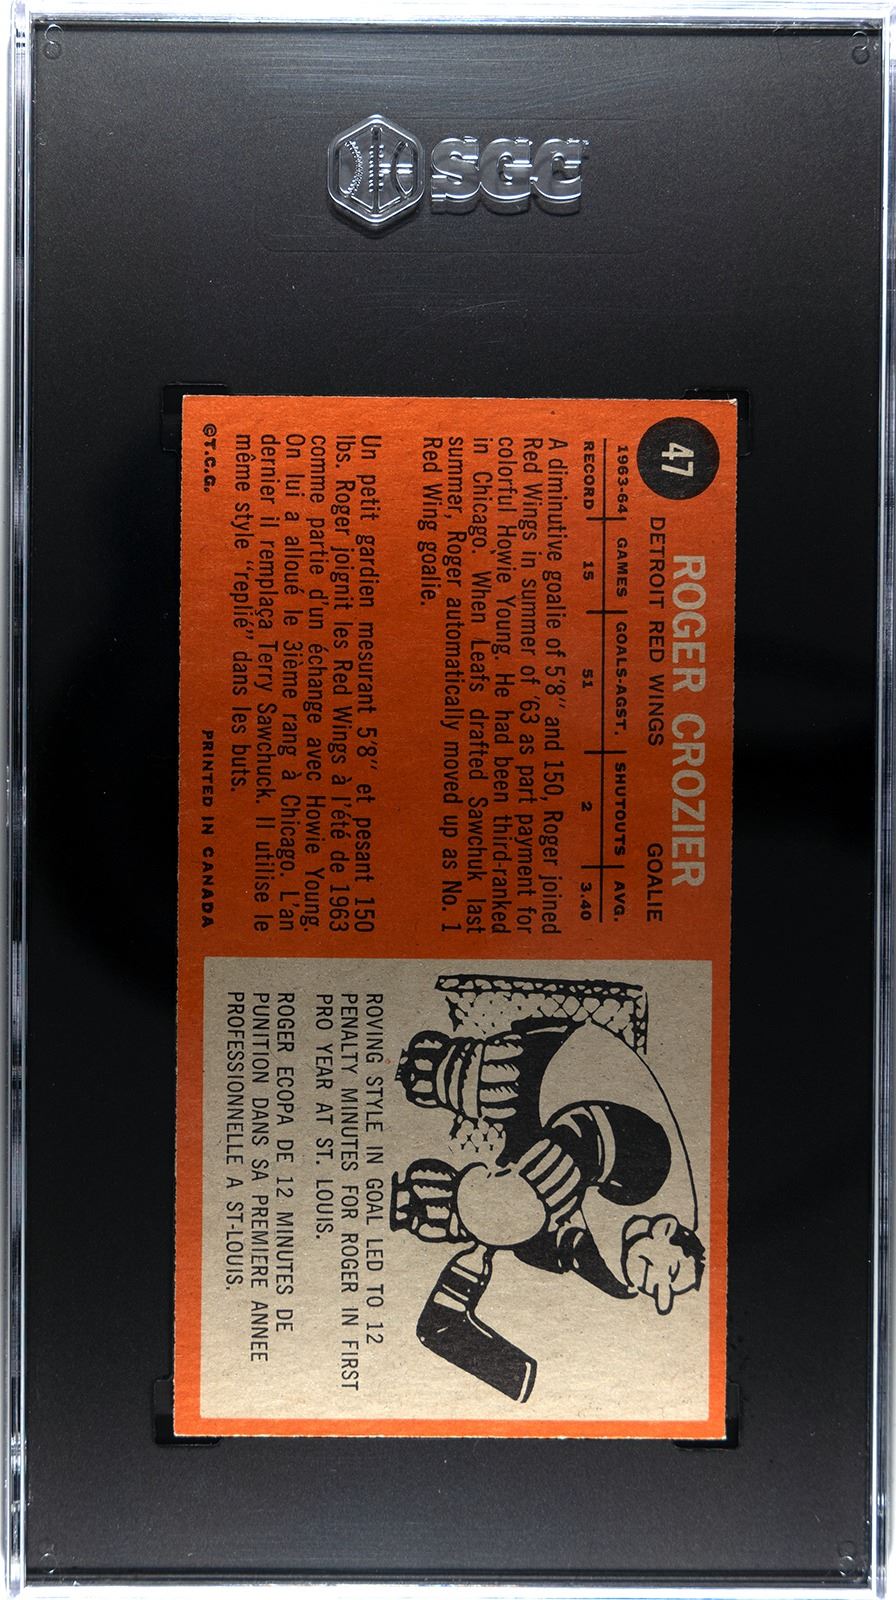 SGC
47
ROGER CROZIER
DETROIT RED WINGS GOALIE
1963-64 GAMES GOALS-AGST. SHUTOUTS AVG.
RECORD 15 51 2 3.40
A diminutive goalie of 5'8" and 150, Roger joined
Red Wings in summer of '63 as part payment for
colorful Howie Young. He had been third-ranked
in Chicago. When Leafs drafted Sawchuk last
summer, Roger automatically moved up as No. 1
Red Wing goalie.
Un petit gardien mesurant 5'8" et pesant 150
lbs. Roger joignit les Red Wings à l'été de 1963
comme partie d'un échange avec Howie Young.
On lui a alloué le 3ième rang à Chicago. L'an
dernier il remplaça Terry Sawchuck. Il utilise le
même style "replié" dans les buts.
©T.C.G. PRINTED IN CANADA
ROVING STYLE IN GOAL LED TO 12
PENALTY MINUTES FOR ROGER IN FIRST
PRO YEAR AT ST. LOUIS.
ROGER ECOPA DE 12 MINUTES DE
PUNITION DANS SA PREMIERE ANNEE
PROFESSIONNELLE A ST-LOUIS.